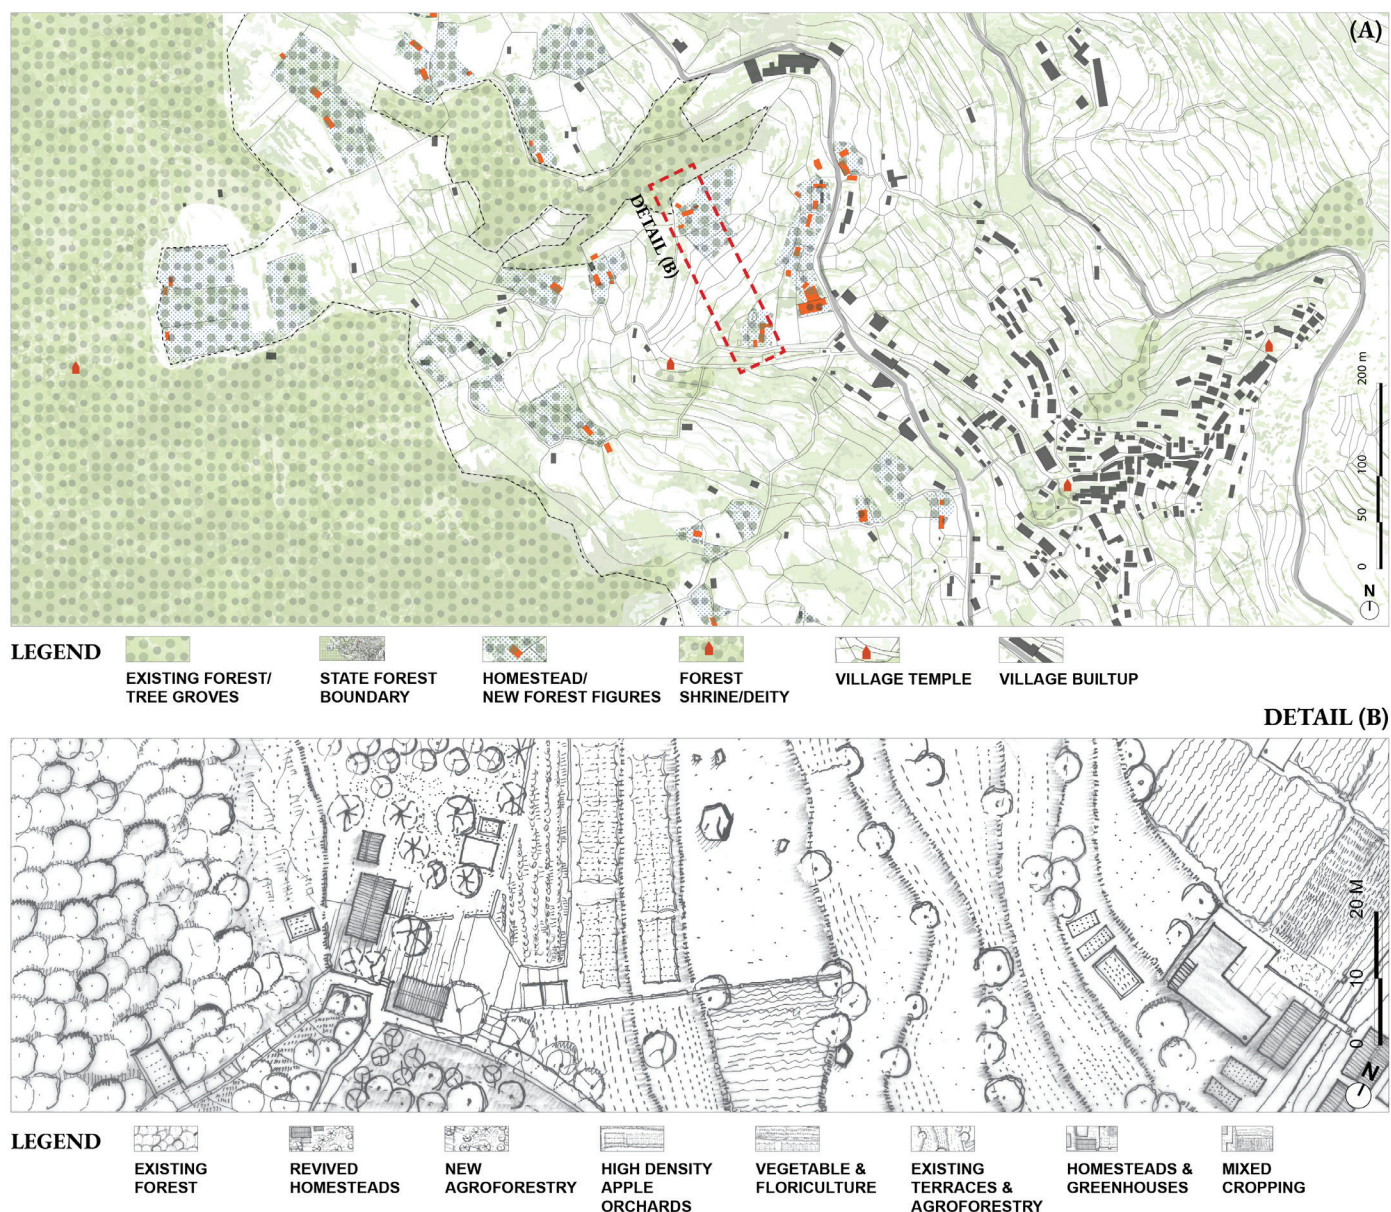 (A)
DETAIL (B)
200 m
100
50
0
N
LEGEND
EXISTING FOREST/
TREE GROVES
STATE FOREST
BOUNDARY
HOMESTEAD/
NEW FOREST FIGURES
FOREST
SHRINE/DEITY
VILLAGE TEMPLE
VILLAGE BUILTUP
DETAIL (B)
20 M
10
0
N
LEGEND
EXISTING
FOREST
REVIVED
HOMESTEADS
NEW
AGROFORESTRY
HIGH DENSITY
APPLE
ORCHARDS
VEGETABLE &
FLORICULTURE
EXISTING
TERRACES &
AGROFORESTRY
HOMESTEADS &
GREENHOUSES
MIXED
CROPPING